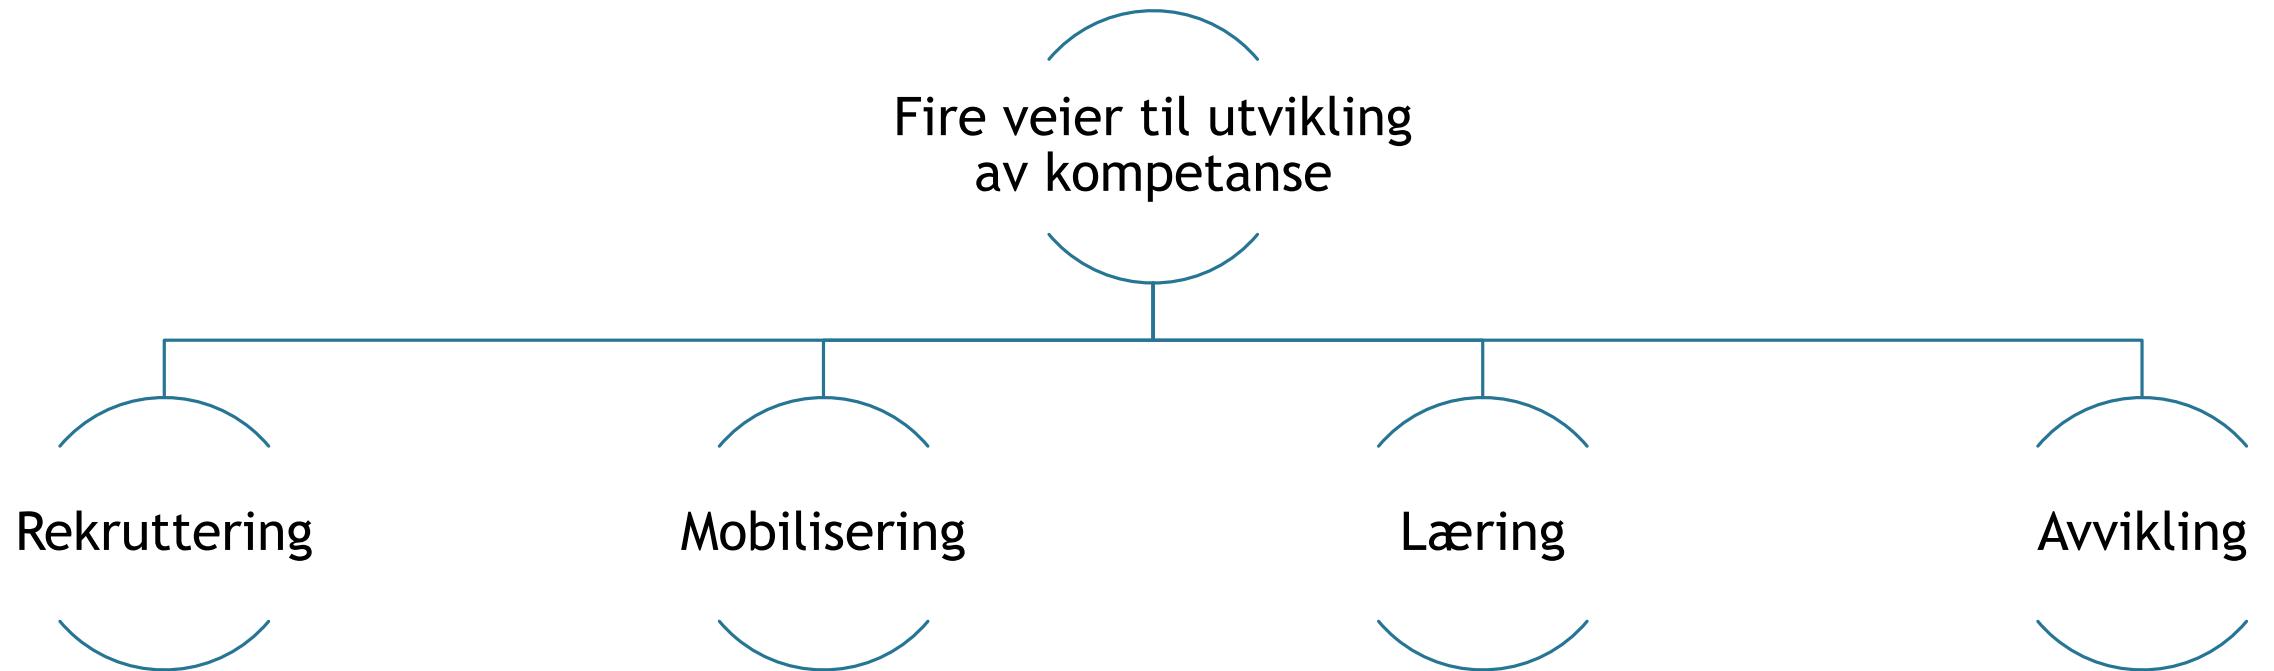 Fire veier til utvikling
av kompetanse
Rekruttering
Mobilisering
Læring
Avvikling